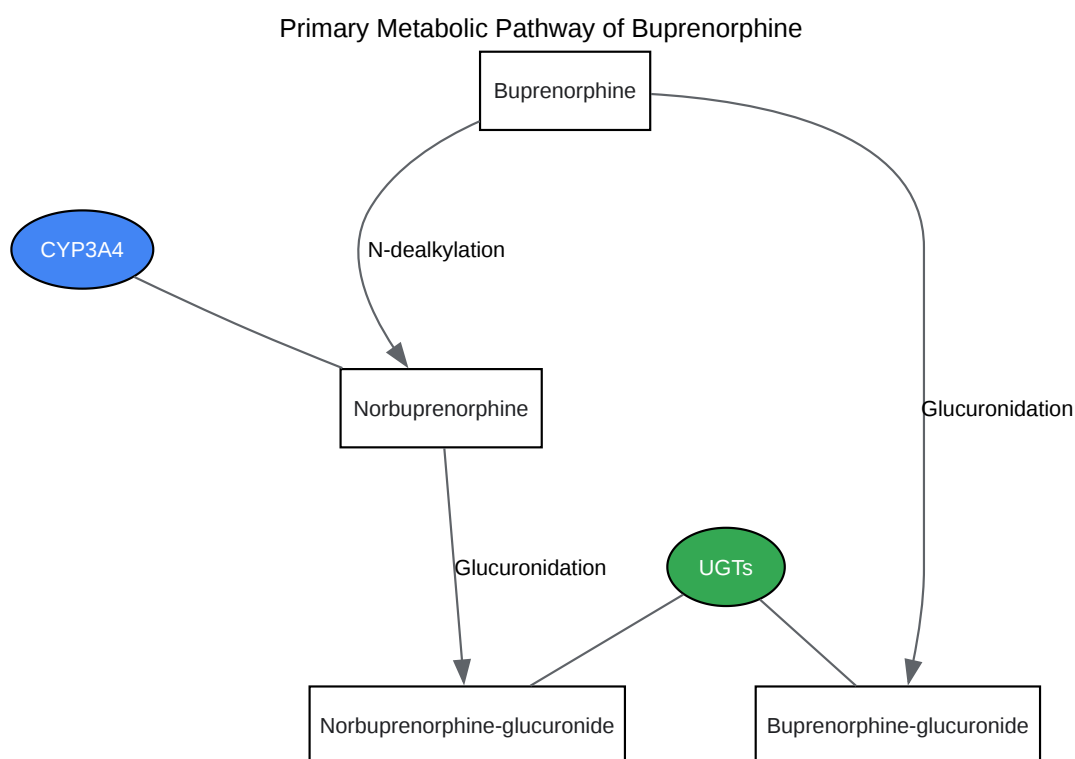 Primary Metabolic Pathway of Buprenorphine
Buprenorphine
CYP3A4
N-dealkylation
Norbuprenorphine
Glucuronidation
Glucuronidation
UGTs
Norbuprenorphine-glucuronide
Buprenorphine-glucuronide